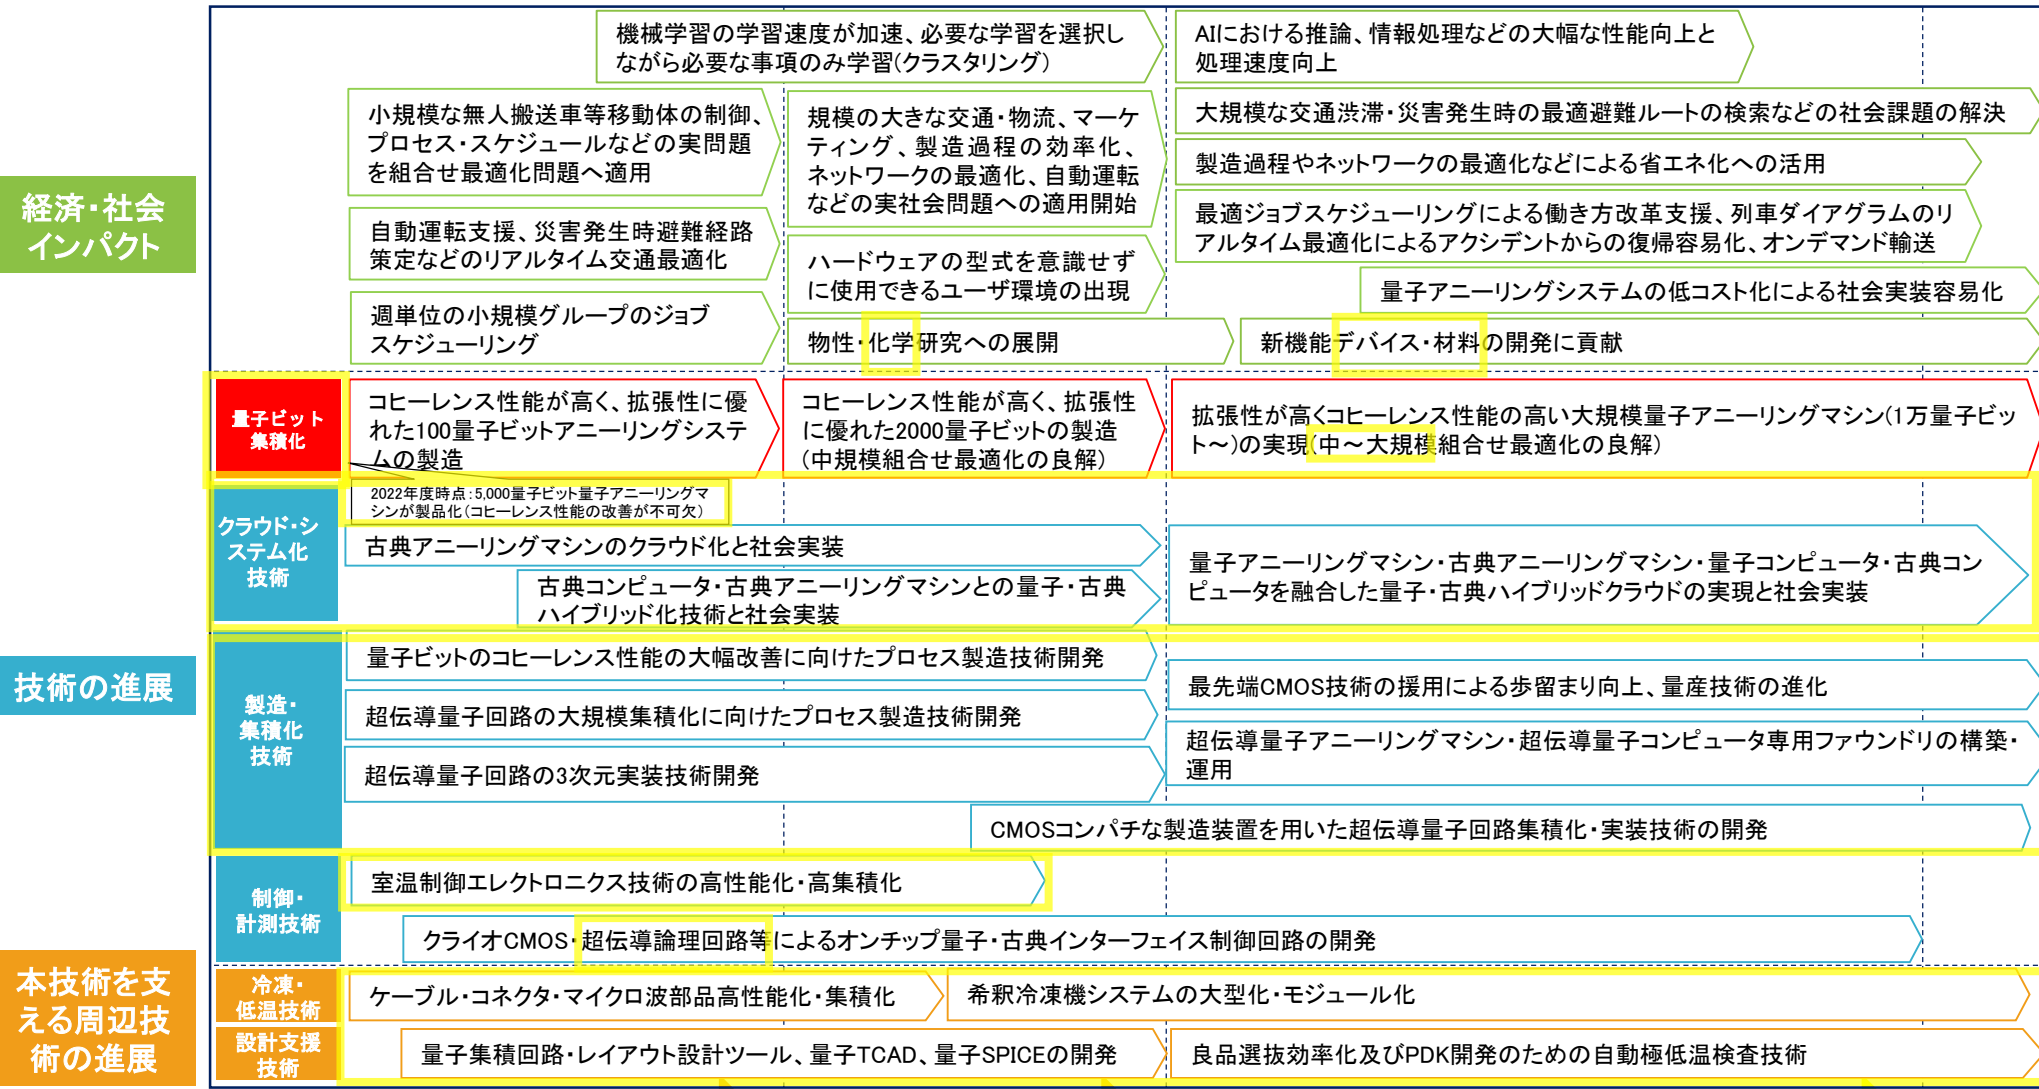 機械学習の学習速度が加速、必要な学習を選択し
ながら必要な事項のみ学習(クラスタリング)
AIにおける推論、情報処理などの大幅な性能向上と
処理速度向上
小規模な無人搬送車等移動体の制御、
プロセス・スケジュールなどの実問題
を組合せ最適化問題へ適用
規模の大きな交通・物流、マーケ
ティング、製造過程の効率化、
ネットワークの最適化、自動運転
などの実社会問題への適用開始
大規模な交通渋滞・災害発生時の最適避難ルートの検索などの社会課題の解決
製造過程やネットワークの最適化などによる省エネ化への活用
経済・社会
インパクト
自動運転支援、災害発生時避難経路
策定などのリアルタイム交通最適化
ハードウェアの型式を意識せず
に使用できるユーザ環境の出現
最適ジョブスケジューリングによる働き方改革支援、列車ダイアグラムのリ
アルタイム最適化によるアクシデントからの復帰容易化、オンデマンド輸送
量子アニーリングシステムの低コスト化による社会実装容易化
週単位の小規模グループのジョブ
スケジューリング
物性・化学研究への展開
新機能デバイス・材料の開発に貢献
量子ビット
集積化
コヒーレンス性能が高く、拡張性に優
れた100量子ビットアニーリングシステ
ムの製造
コヒーレンス性能が高く、拡張性
に優れた2000量子ビットの製造
(中規模組合せ最適化の良解)
拡張性が高くコヒーレンス性能の高い大規模量子アニーリングマシン(1万量子ビッ
ト～)の実現(中～大規模組合せ最適化の良解)
2022年度時点:5,000量子ビット量子アニーリングマ
シンが製品化(コヒーレンス性能の改善が不可欠)
クラウド・シ
ステム化
技術
古典アニーリングマシンのクラウド化と社会実装
古典コンピュータ・古典アニーリングマシンとの量子・古典
ハイブリッド化技術と社会実装
量子アニーリングマシン・古典アニーリングマシン・量子コンピュータ・古典コン
ピュータを融合した量子・古典ハイブリッドクラウドの実現と社会実装
技術の進展
製造・
集積化
技術
量子ビットのコヒーレンス性能の大幅改善に向けたプロセス製造技術開発
超伝導量子回路の大規模集積化に向けたプロセス製造技術開発
超伝導量子回路の3次元実装技術開発
最先端CMOS技術の援用による歩留まり向上、量産技術の進化
超伝導量子アニーリングマシン・超伝導量子コンピュータ専用ファウンドリの構築・
運用
CMOSコンパチな製造装置を用いた超伝導量子回路集積化・実装技術の開発
制御・
計測技術
室温制御エレクトロニクス技術の高性能化・高集積化
クライオCMOS・超伝導論理回路等によるオンチップ量子・古典インターフェイス制御回路の開発
本技術を支
える周辺技
術の進展
冷凍・
低温技術
ケーブル・コネクタ・マイクロ波部品高性能化・集積化
希釈冷凍機システムの大型化・モジュール化
設計支援
技術
量子集積回路・レイアウト設計ツール、量子TCAD、量子SPICEの開発
良品選抜効率化及びPDK開発のための自動極低温検査技術